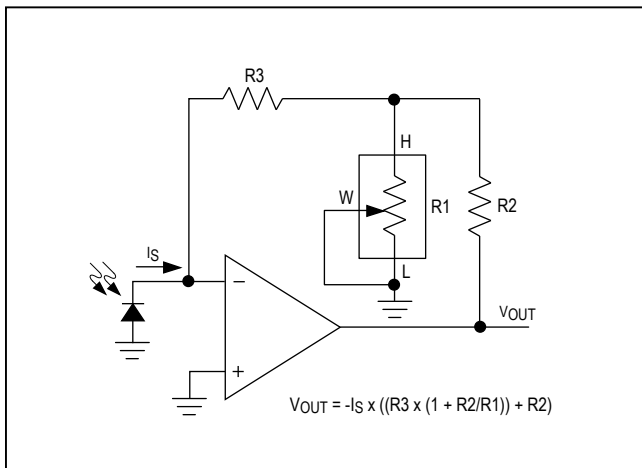 R3
H
W
R1
R2
L
IS
−
+
VOUT
VOUT = -IS x ((R3 x (1 + R2/R1)) + R2)